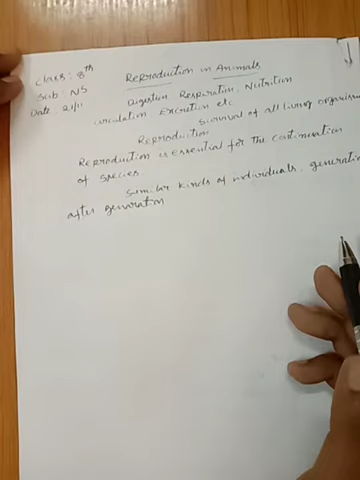 Class: 8th
Sub: NS
Date: 2/11
Reproduction in Animals
Digestion Respiration, Nutrition
Circulation Excretion etc
Survival of all living organism
Reproduction
Reproduction is essential for the continuation
of species.
Similar kinds of individuals, generation
after generation